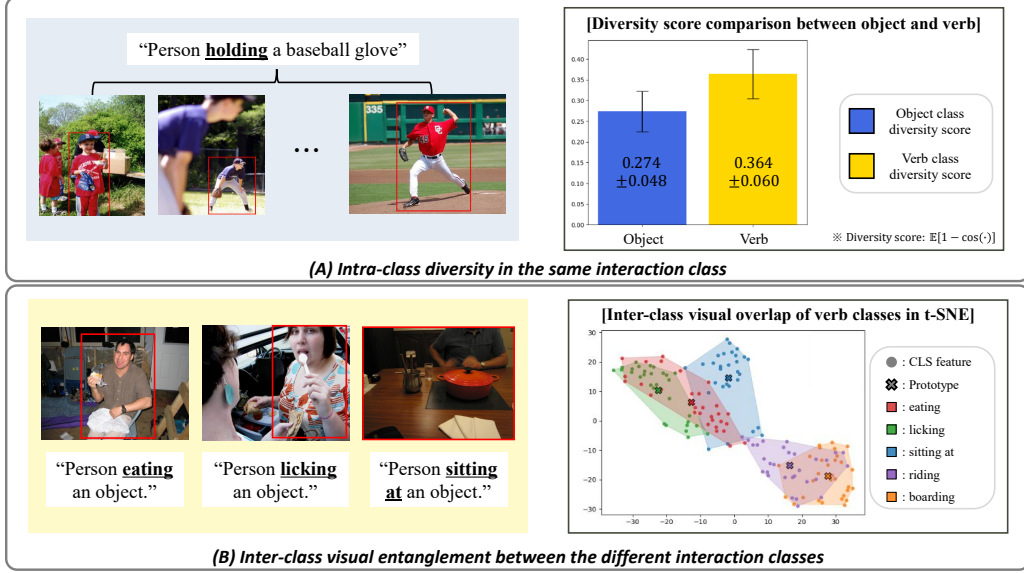 “Person holding a baseball glove”
335
...
[Diversity score comparison between object and verb]
0.40
0.35
0.30
0.25
0.20
0.15
0.10
0.05
0.00
0.274
±0.048
0.364
±0.060
Object
Verb
Object class
diversity score
Verb class
diversity score
※ Diversity score: 𝔼[1 − cos(·)]
(A) Intra-class diversity in the same interaction class
“Person eating
an object.”
“Person licking
an object.”
“Person sitting
at an object.”
[Inter-class visual overlap of verb classes in t-SNE]
30
20
10
0
−10
−20
−30
−30
−20
−10
0
10
20
30
: CLS feature
: Prototype
: eating
: licking
: sitting at
: riding
: boarding
(B) Inter-class visual entanglement between the different interaction classes